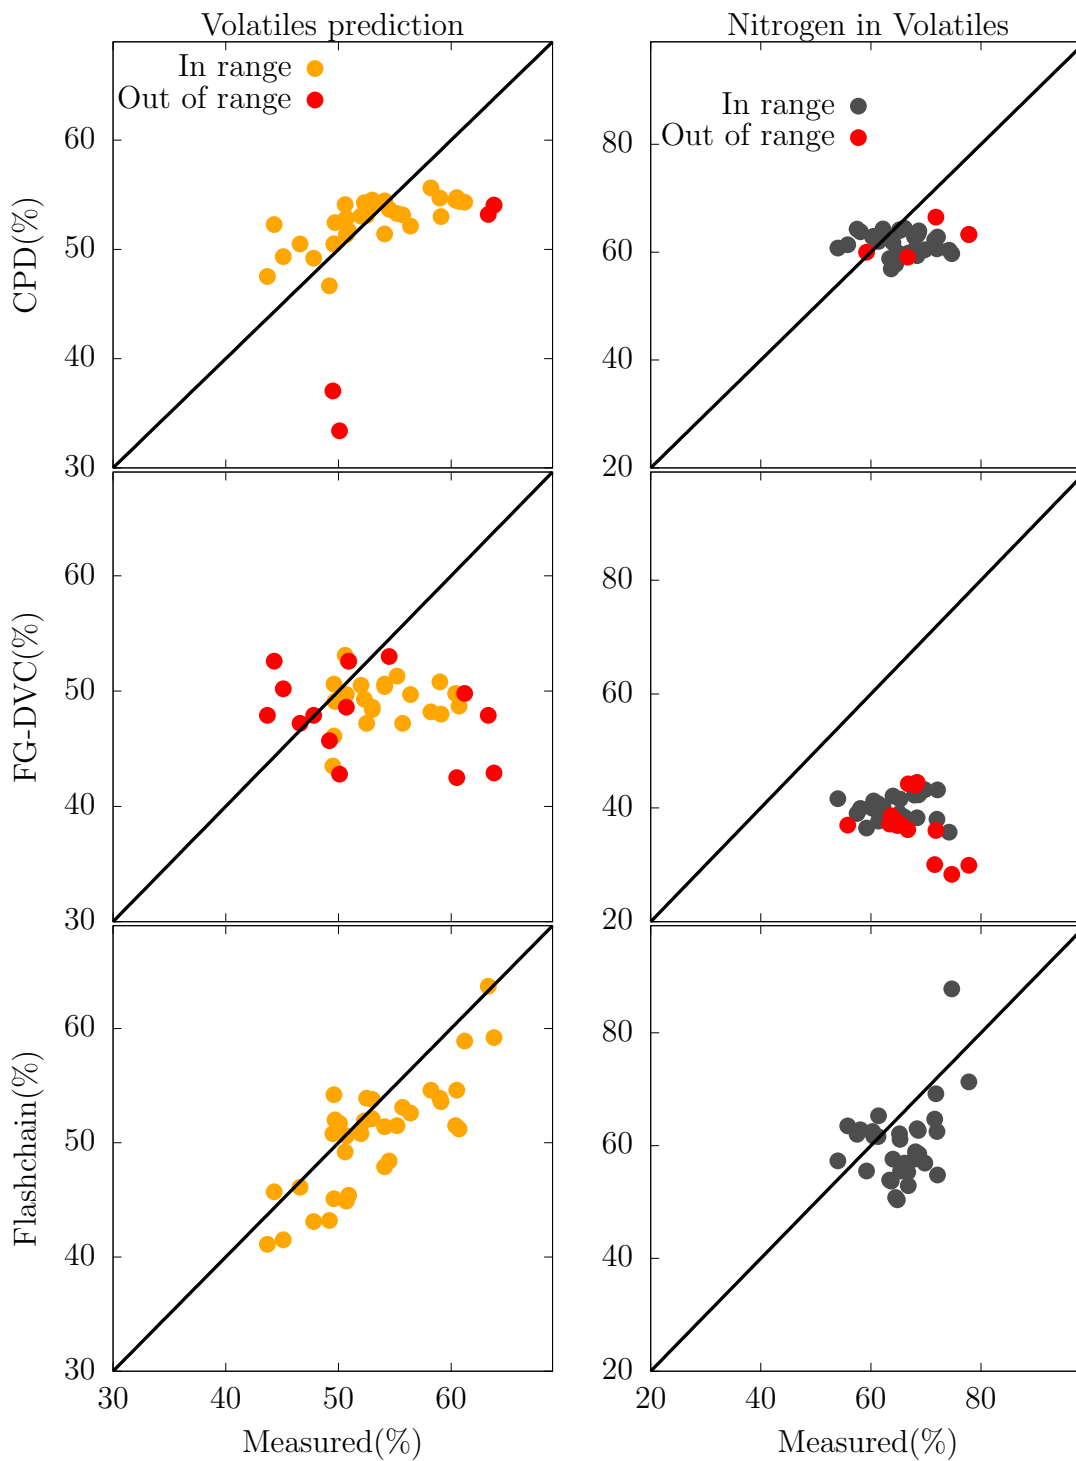 Volatiles prediction
Nitrogen in Volatiles
In range
Out of range
In range
Out of range
CPD(%)
60
50
40
30
80
60
40
20
FG-DVC(%)
60
50
40
30
80
60
40
20
Flashchain(%)
60
50
40
30
80
60
40
20
30 40 50 60
20 40 60 80
Measured(%)
Measured(%)